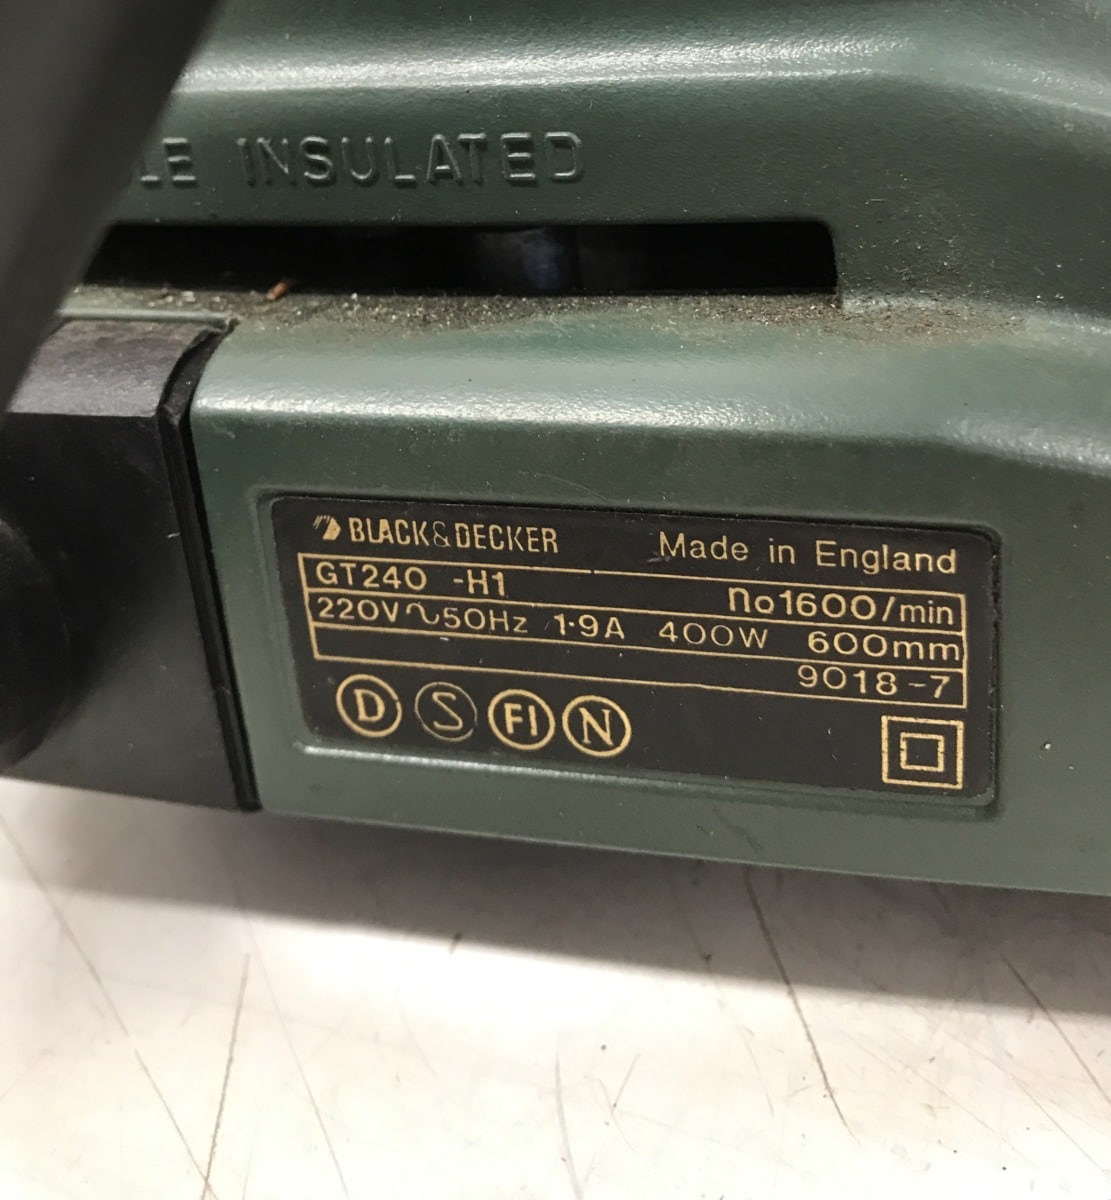 LE INSULATED
BLACK&DECKER Made in England
GT240 -H1 no1600/min
220V~50Hz 1·9A 400W 600mm
9018-7
D S FI N